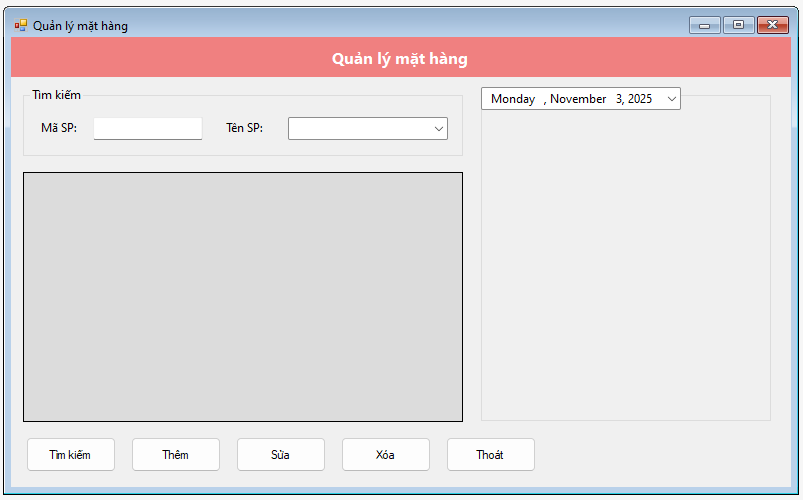 Quản lý mặt hàng
Quản lý mặt hàng
Tìm kiếm
Mã SP:
Tên SP:
Monday , November 3, 2025
Tìm kiếm
Thêm
Sửa
Xóa
Thoát